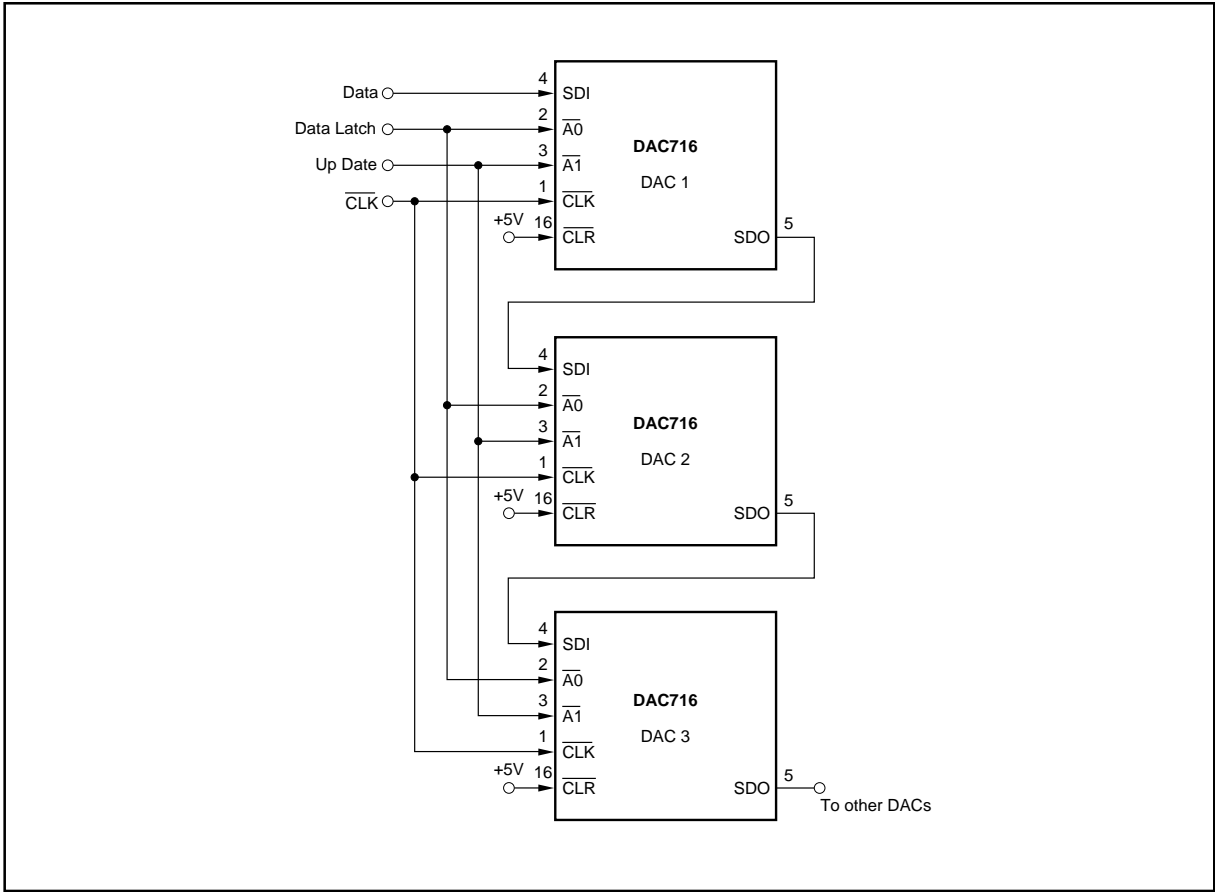 4
Data
SDI
2
Data Latch
A0
DAC716
3
Up Date
A1
DAC 1
1
CLK
CLK
+5V 16
CLR
SDO
5
4
SDI
2
A0
DAC716
3
A1
DAC 2
1
CLK
+5V 16
CLR
SDO
5
4
SDI
2
A0
DAC716
3
A1
DAC 3
1
CLK
+5V 16
CLR
SDO
5
To other DACs